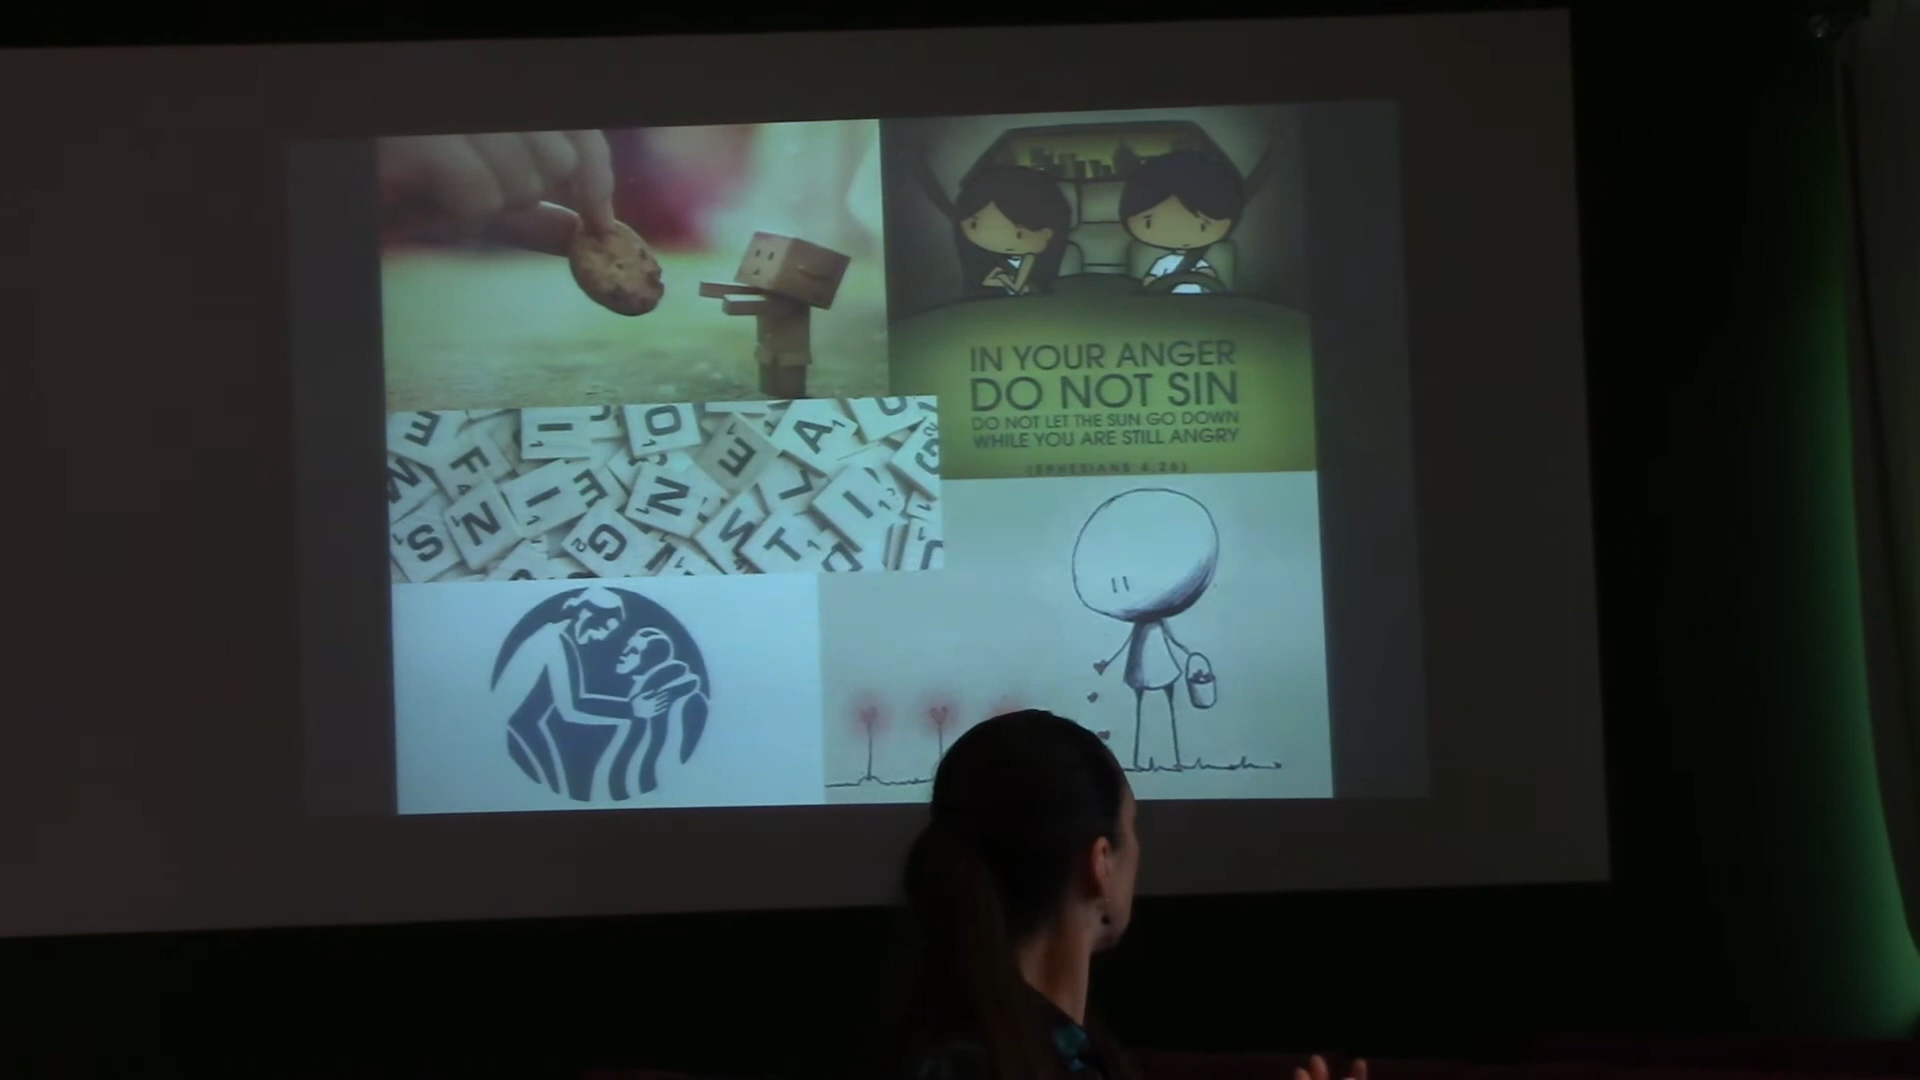 IN YOUR ANGER
DO NOT SIN
DO NOT LET THE SUN GO DOWN
WHILE YOU ARE STILL ANGRY
(EPHESIANS 4:26)